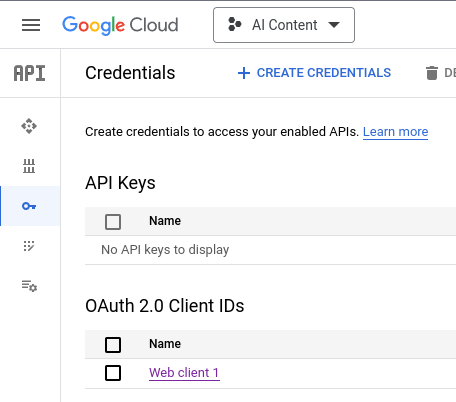 Google Cloud
AI Content
API
Credentials
CREATE CREDENTIALS
DE
Create credentials to access your enabled APIs. Learn more
API Keys
Name
No API keys to display
OAuth 2.0 Client IDs
Name
Web client 1